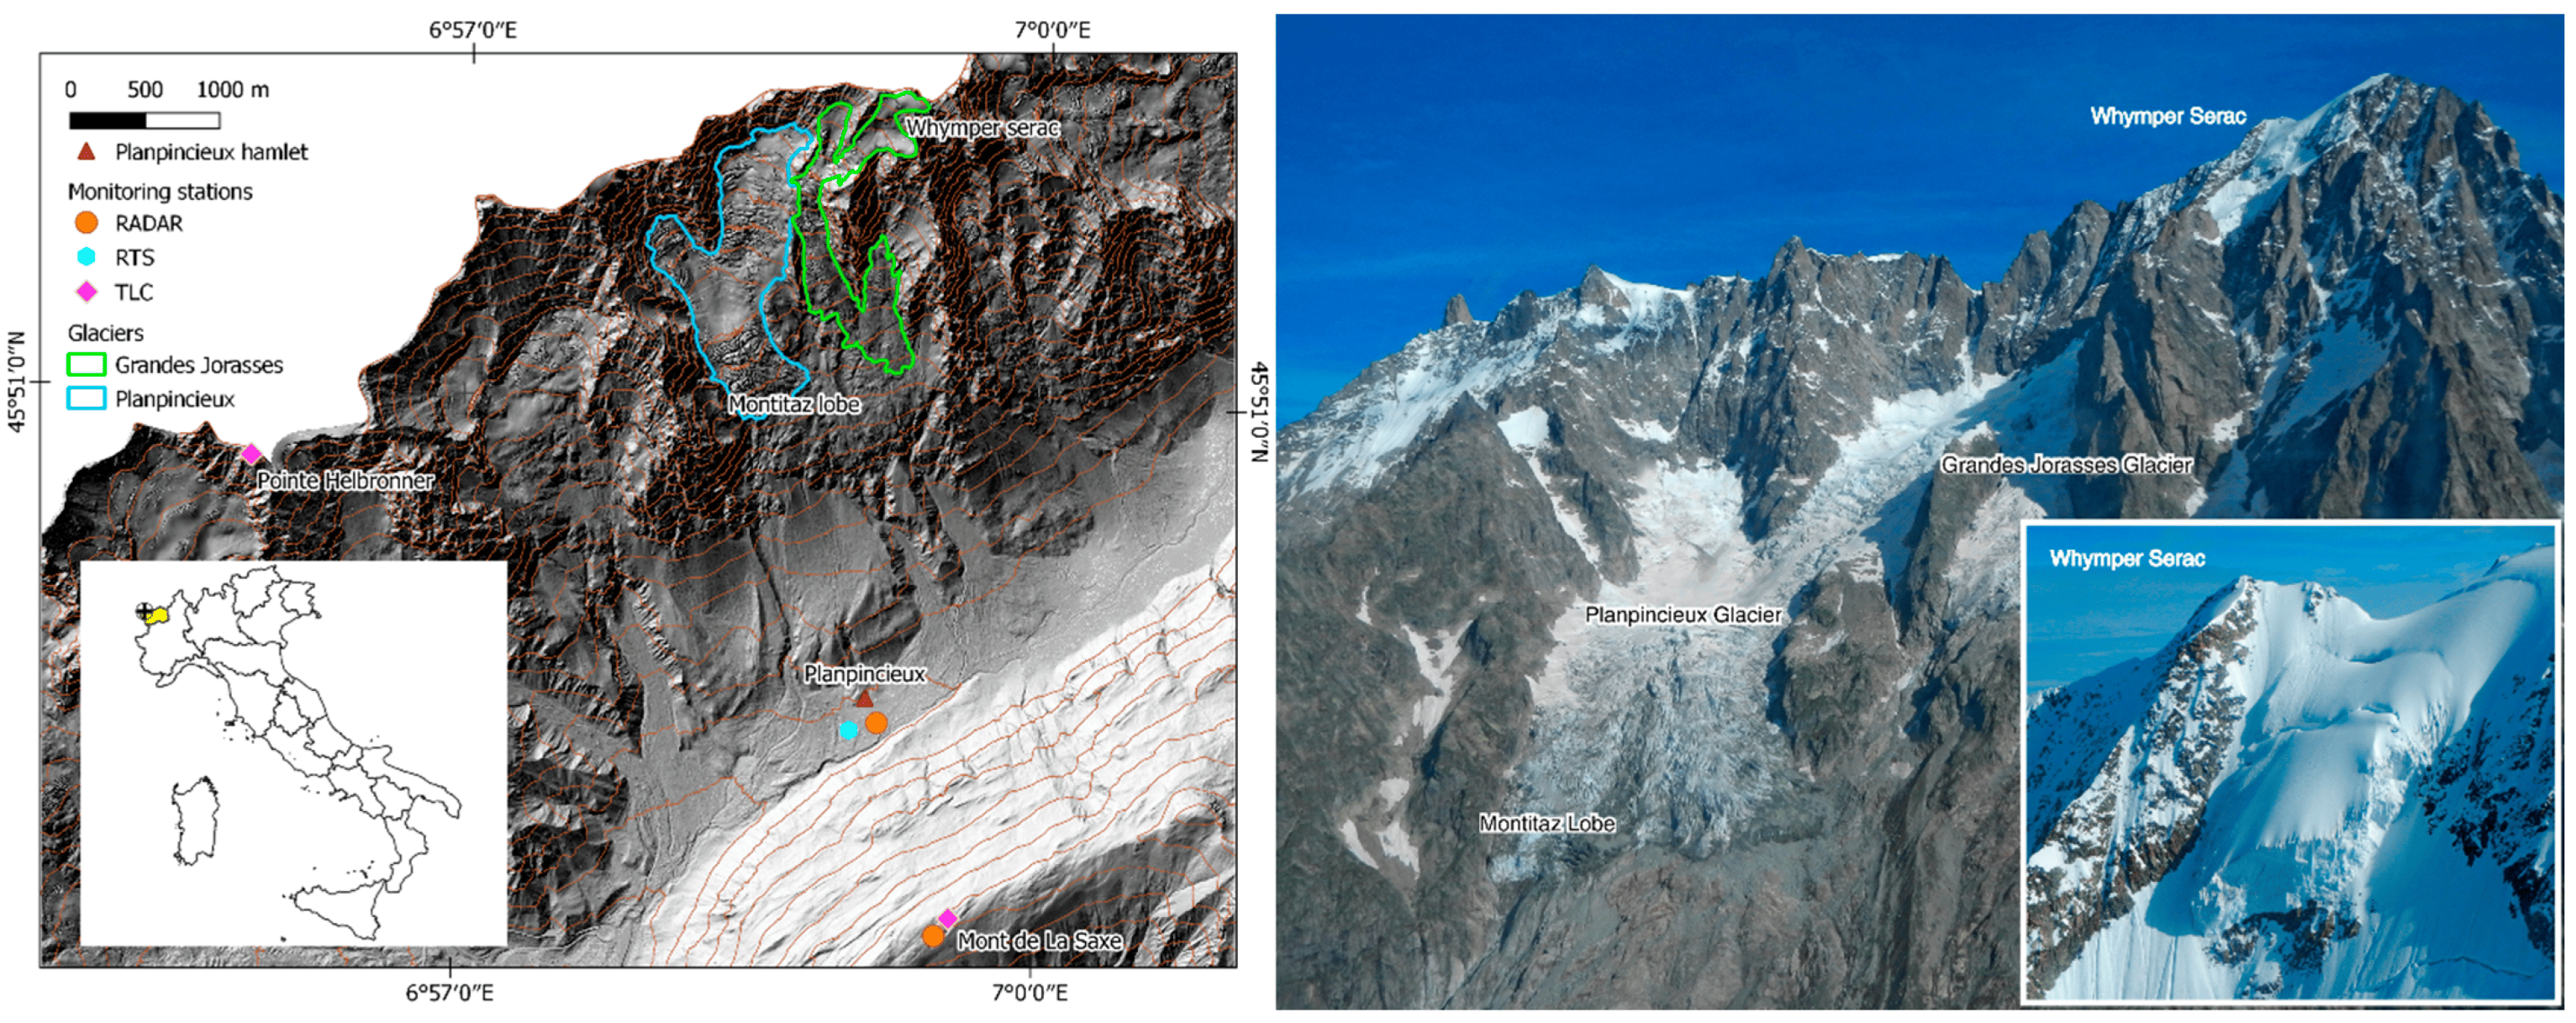 6°57′0″E
7°0′0″E
0 500 1000 m
Planpincieux hamlet
Monitoring stations
RADAR
RTS
TLC
Glaciers
Grandes Jorasses
Planpincieux
45°51′0″N
45°51′0″N
Whymper serac
Montitaz lobe
Pointe Helbronner
Planpincieux
Mont de La Saxe
6°57′0″E
7°0′0″E
Whymper Serac
Grandes Jorasses Glacier
Planpincieux Glacier
Montitaz Lobe
Whymper Serac